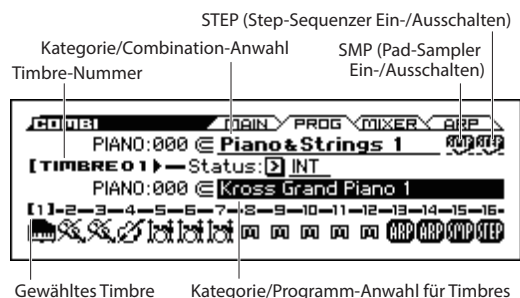 STEP (Step-Sequenzer Ein-/Ausschalten)
Kategorie/Combination-Anwahl
SMP (Pad-Sampler
Ein-/Ausschalten)
Timbre-Nummer
COMBI MAIN PROG MIXER ARP
PIANO:000 Piano&Strings 1 SMP STEP
[TIMBRE01] Status: INT
PIANO:000 Kross Grand Piano 1
[1]-2-3-4-5-6-7-8-9-10-11-12-13-14-15-16-
ARP ARP SMP STEP
Gewähltes Timbre
Kategorie/Programm-Anwahl für Timbres